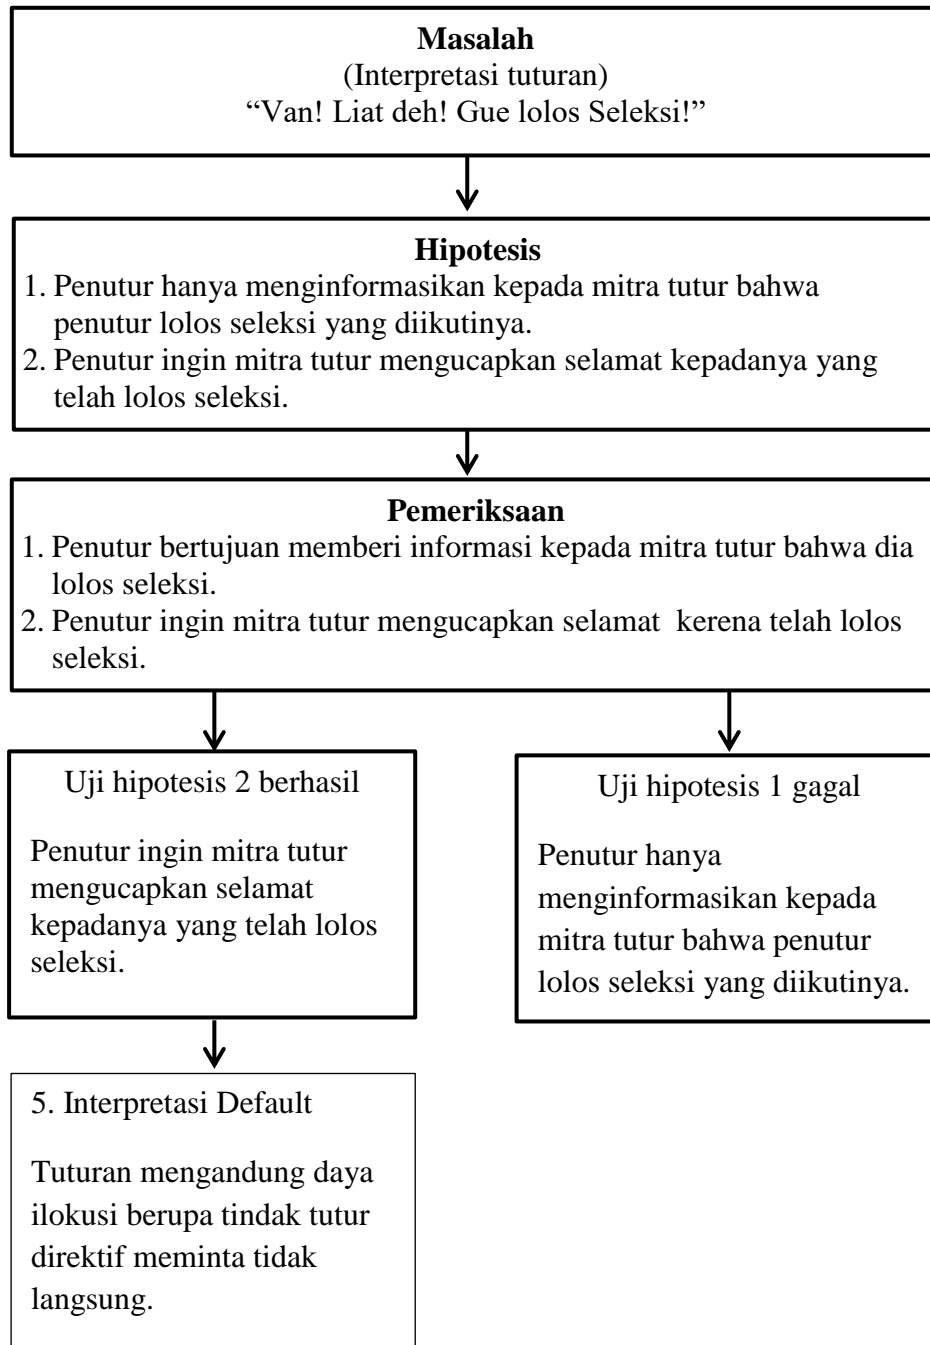 Masalah
(Interpretasi tuturan)
“Van! Liat deh! Gue lolos Seleksi!”
Hipotesis
1. Penutur hanya menginformasikan kepada mitra tutur bahwa
penutur lolos seleksi yang diikutinya.
2. Penutur ingin mitra tutur mengucapkan selamat kepadanya yang
telah lolos seleksi.
Pemeriksaan
1. Penutur bertujuan memberi informasi kepada mitra tutur bahwa dia
lolos seleksi.
2. Penutur ingin mitra tutur mengucapkan selamat kerena telah lolos
seleksi.
Uji hipotesis 2 berhasil
Penutur ingin mitra tutur
mengucapkan selamat
kepadanya yang telah lolos
seleksi.
Uji hipotesis 1 gagal
Penutur hanya
menginformasikan kepada
mitra tutur bahwa penutur
lolos seleksi yang diikutinya.
5. Interpretasi Default
Tuturan mengandung daya
ilokusi berupa tindak tutur
direktif meminta tidak
langsung.